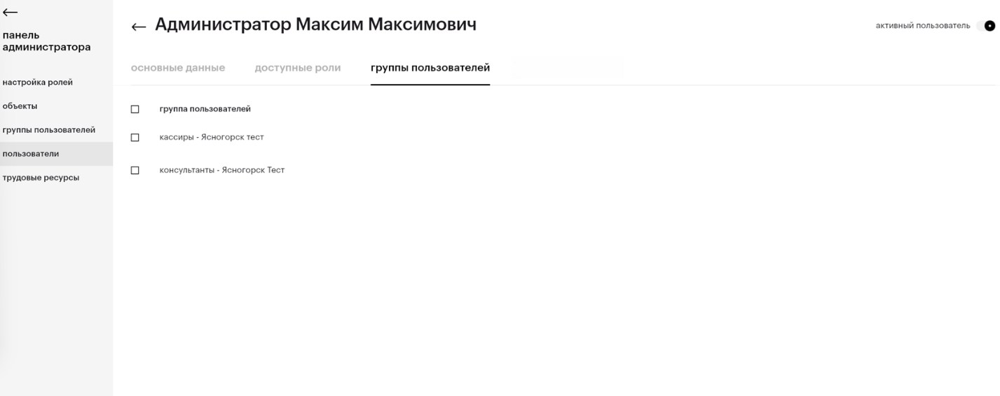 панель
администратора
настройка ролей
объекты
группы пользователей
пользователи
трудовые ресурсы
Администратор Максим Максимович
активный пользователь
основные данные доступные роли группы пользователей
группа пользователей
кассиры - Ясногорск тест
консультанты - Ясногорск Тест